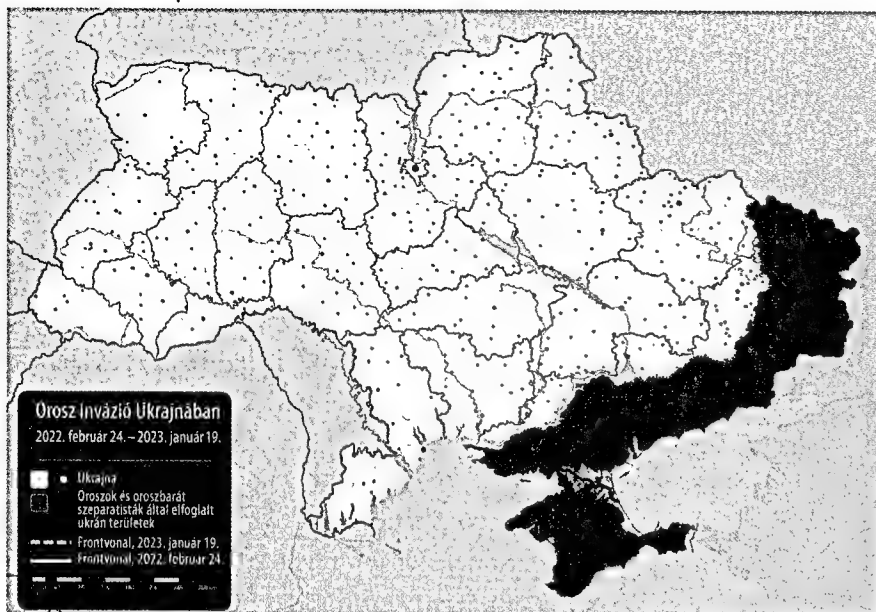 Orosz Invázió Ukrajnában
2022. február 24. – 2023. január 19.
Ukrajna
Oroszok és oroszbarát
szeparatisták által elfoglalt
ukrán területek
Frontvonal, 2023. január 19.
Frontvonal, 2022. február 24.